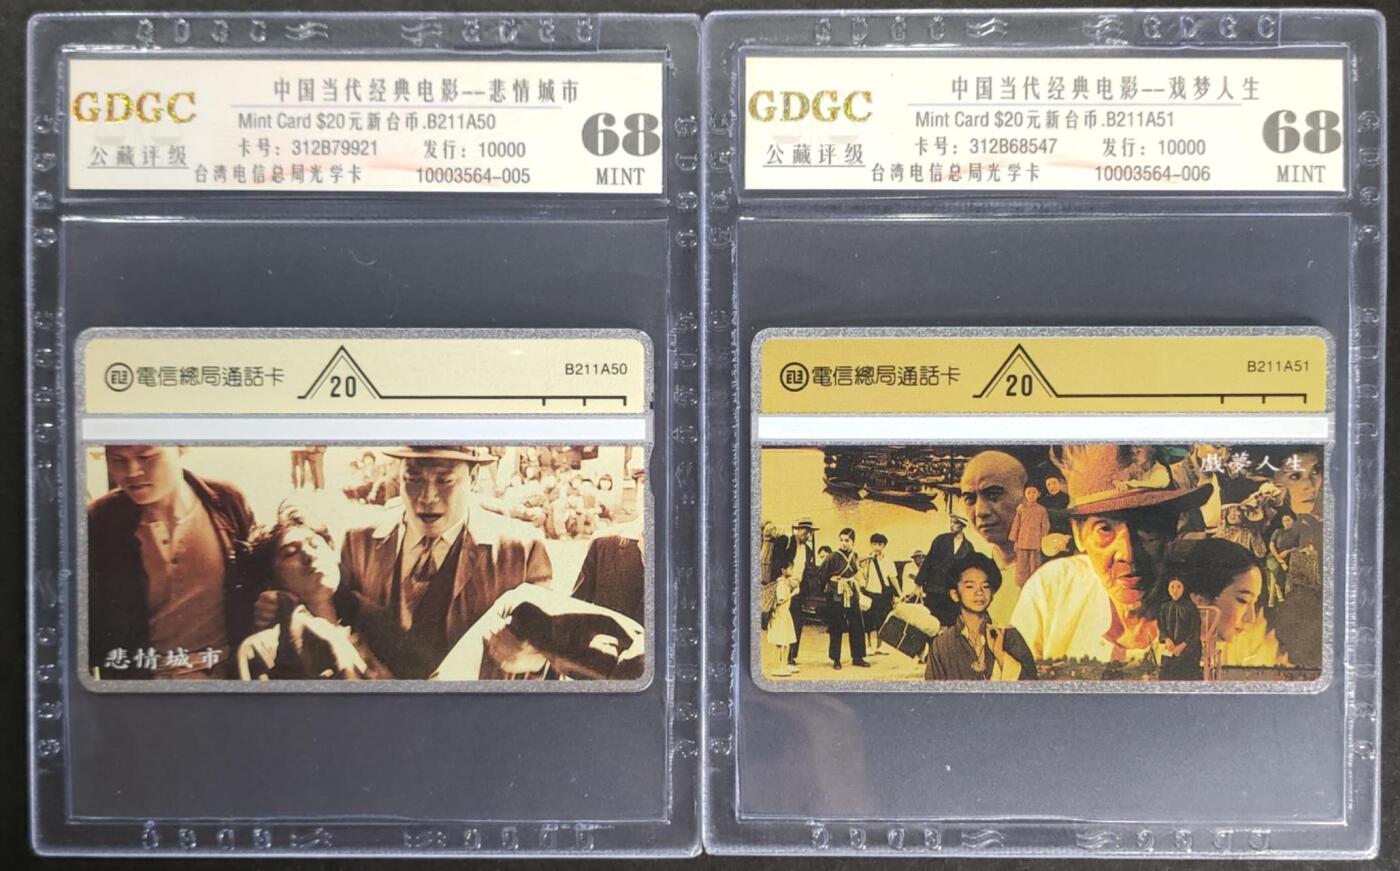 GDGC
公藏评级
中国当代经典电影--悲情城市
Mint Card $20元新台币.B211A50
卡号：312B79921 发行：10000
台湾电信总局光学卡 10003564-005
68
MINT
電信總局通話卡
20
B211A50
悲情城市
GDGC
公藏评级
中国当代经典电影--戏梦人生
Mint Card $20元新台币.B211A51
卡号：312B68547 发行：10000
台湾电信总局光学卡 10003564-006
68
MINT
電信總局通話卡
20
B211A51
戲夢人生